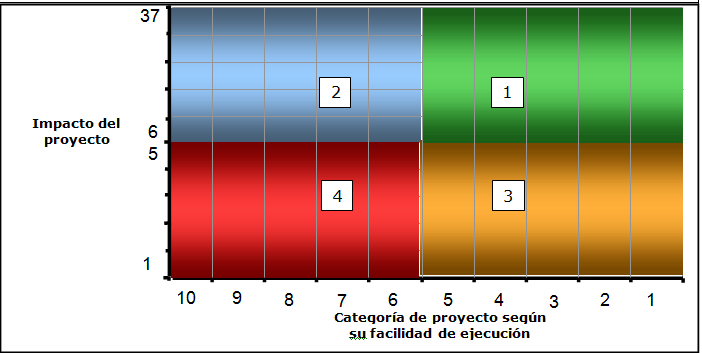 37
2
1
Impacto del
proyecto
6
5
4
3
1
10 9 8 7 6 5 4 3 2 1
Categoría de proyecto según
su facilidad de ejecución